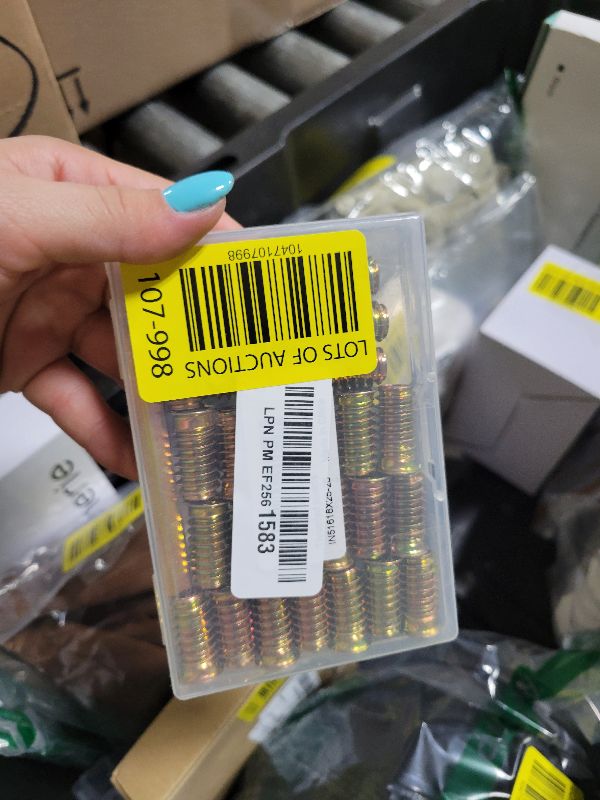 1047107998
107-998
LOTS OF AUCTIONS
LPN PM EF256 1583